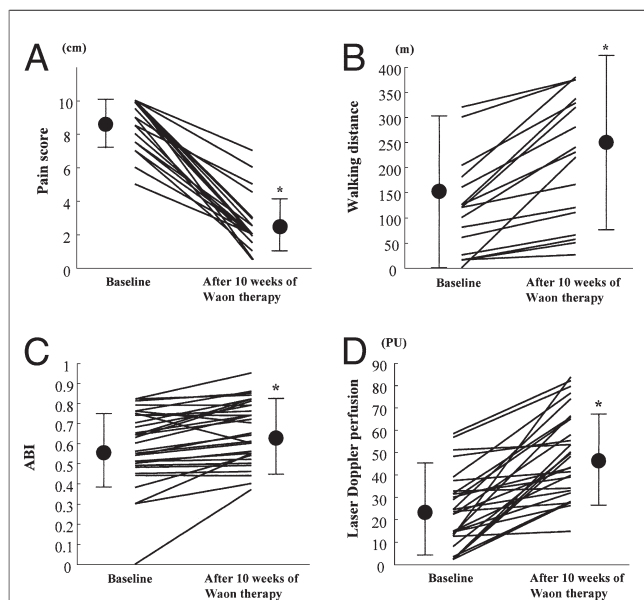 A
(cm)
Pain score
10
8
6
4
2
0
*
Baseline
After 10 weeks of
Waon therapy
B
(m)
Walking distance
400
350
300
250
200
150
100
50
0
*
Baseline
After 10 weeks of
Waon therapy
C
ABI
1
0.9
0.8
0.7
0.6
0.5
0.4
0.3
0.2
0.1
0
*
Baseline
After 10 weeks of
Waon therapy
D
(PU)
Laser Doppler perfusion
90
80
70
60
50
40
30
20
10
0
*
Baseline
After 10 weeks of
Waon therapy